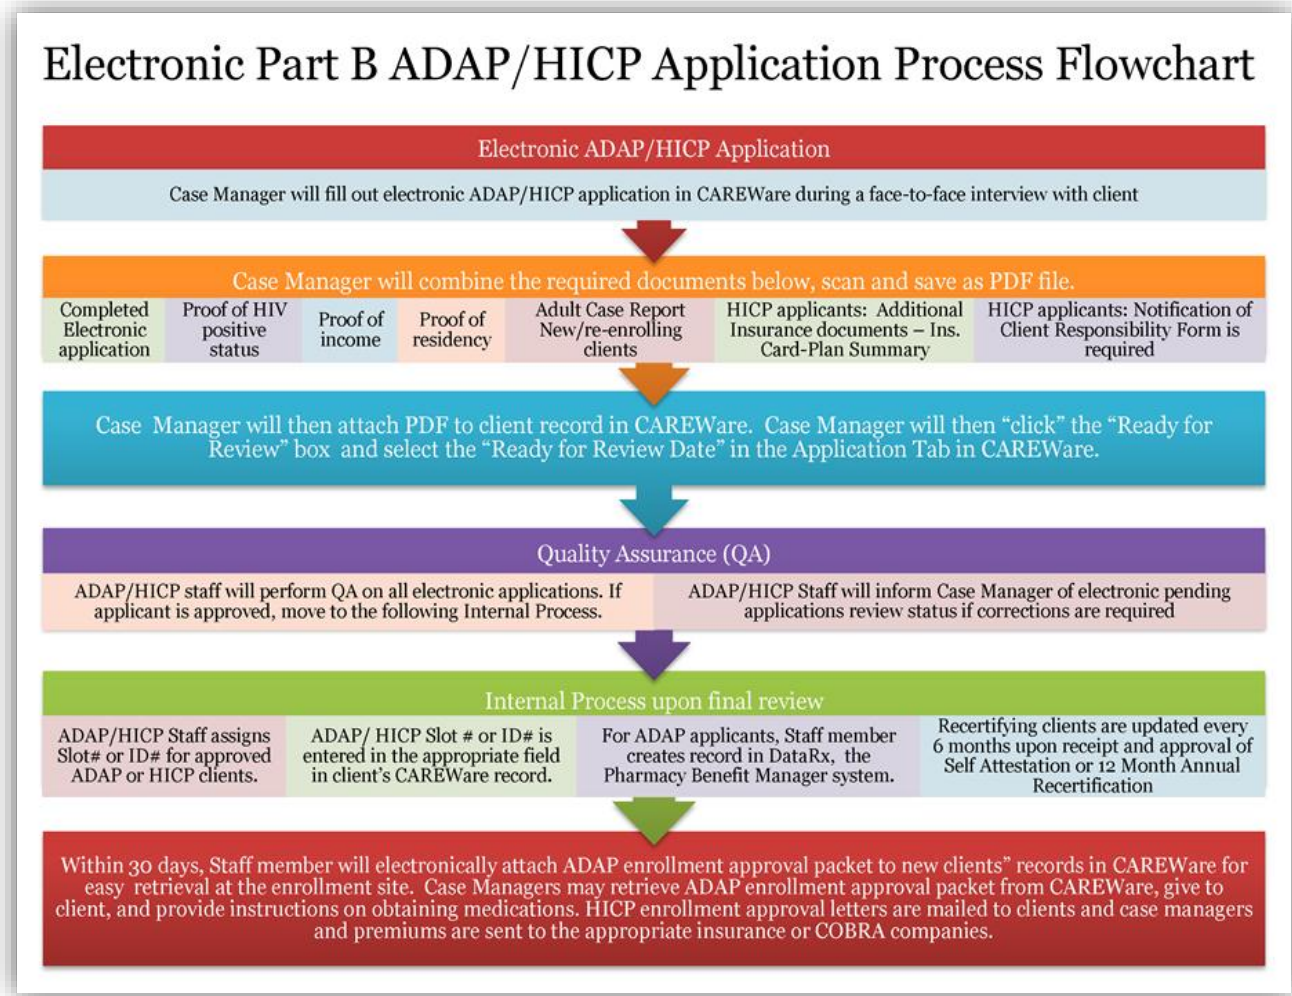 Electronic Part B ADAP/HICP Application Process Flowchart
Electronic ADAP/HICP Application
Case Manager will fill out electronic ADAP/HICP application in CAREWare during a face-to-face interview with client
Case Manager will combine the required documents below, scan and save as PDF file.
Completed
Electronic
application
Proof of HIV
positive
status
Proof of
income
Proof of
residency
Adult Case Report
New/re-enrolling
clients
HICP applicants: Additional
Insurance documents – Ins.
Card-Plan Summary
HICP applicants: Notification of
Client Responsibility Form is
required
Case Manager will then attach PDF to client record in CAREWare. Case Manager will then “click” the “Ready for
Review” box and select the “Ready for Review Date” in the Application Tab in CAREWare.
Quality Assurance (QA)
ADAP/HICP staff will perform QA on all electronic applications. If
applicant is approved, move to the following Internal Process.
ADAP/HICP Staff will inform Case Manager of electronic pending
applications review status if corrections are required
Internal Process upon final review
ADAP/HICP Staff assigns
Slot# or ID# for approved
ADAP or HICP clients.
ADAP/ HICP Slot # or ID# is
entered in the appropriate field
in client’s CAREWare record.
For ADAP applicants, Staff member
creates record in DataRx, the
Pharmacy Benefit Manager system.
Recertifying clients are updated every
6 months upon receipt and approval of
Self Attestation or 12 Month Annual
Recertification
Within 30 days, Staff member will electronically attach ADAP enrollment approval packet to new clients” records in CAREWare for
easy retrieval at the enrollment site. Case Managers may retrieve ADAP enrollment approval packet from CAREWare, give to
client, and provide instructions on obtaining medications. HICP enrollment approval letters are mailed to clients and case managers
and premiums are sent to the appropriate insurance or COBRA companies.